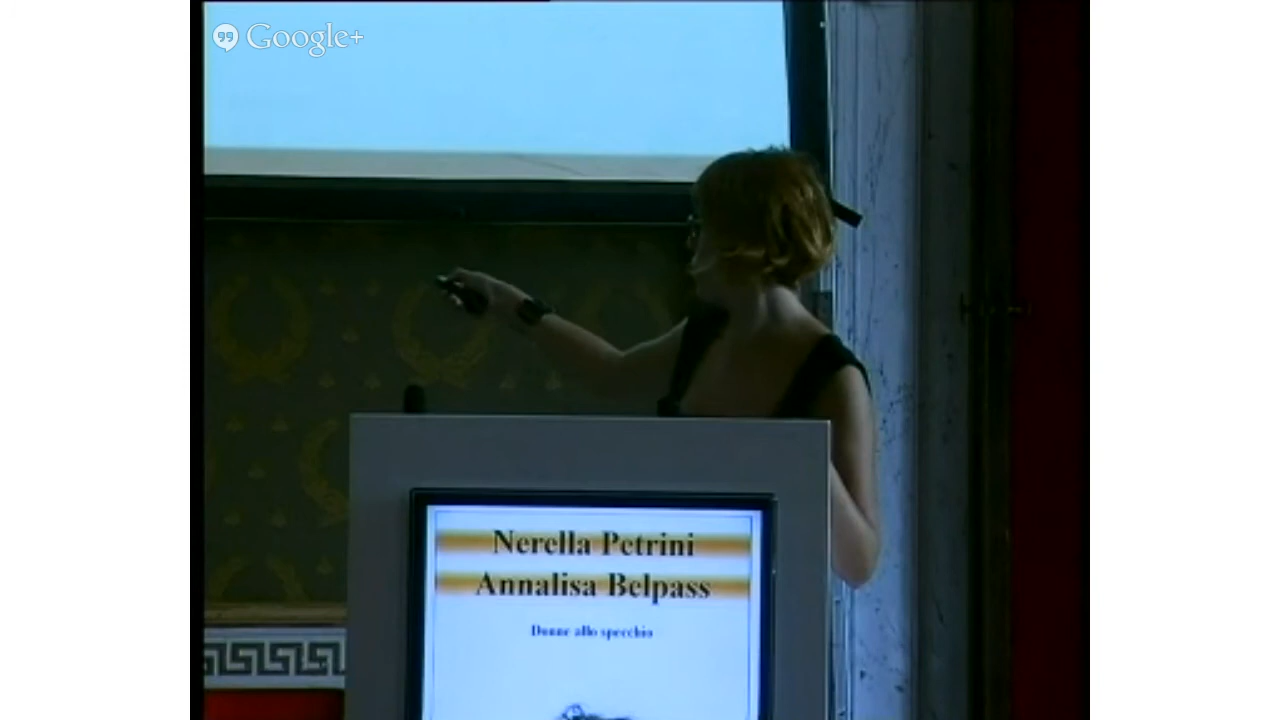 Google+
Nerella Petrini
Annalisa Belpass
Donne allo specchio